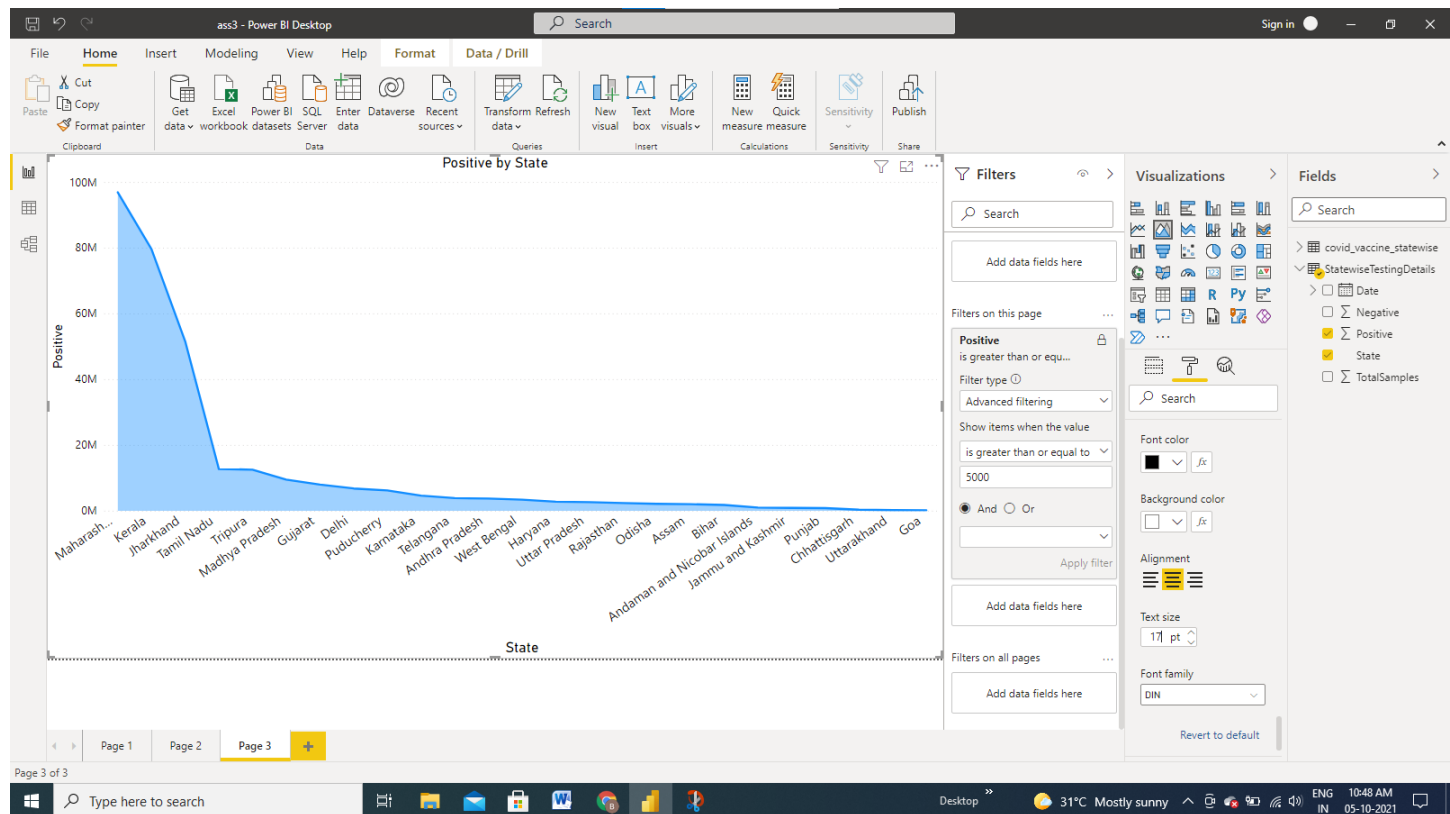 ass3 - Power BI Desktop
Search
Sign in
File Home Insert Modeling View Help Format Data / Drill
Paste
Cut
Copy
Format painter
Clipboard
Get data
Excel workbook
Power BI datasets
SQL Server
Enter data
Dataverse
Recent sources
Data
Transform data
Refresh
Queries
New visual
Text box
More visuals
Insert
New measure
Quick measure
Calculations
Sensitivity
Sensitivity
Publish
Share
Positive by State
100M
80M
60M
40M
20M
0M
Positive
Maharash...
Kerala
Jharkhand
Tamil Nadu
Tripura
Madhya Pradesh
Gujarat
Delhi
Puducherry
Karnataka
Telangana
Andhra Pradesh
West Bengal
Haryana
Uttar Pradesh
Rajasthan
Odisha
Assam
Bihar
Andaman and Nicobar Islands
Jammu and Kashmir
Punjab
Chhattisgarh
Uttarakhand
Goa
State
Filters
Search
Add data fields here
Filters on this page
...
Positive
is greater than or equ...
Filter type
Advanced filtering
Show items when the value
is greater than or equal to
5000
And Or
Apply filter
Add data fields here
Filters on all pages
...
Add data fields here
Visualizations
123
R Py
...
Search
Font color
fx
Background color
fx
Alignment
Text size
17 pt
Font family
DIN
Revert to default
Fields
Search
covid_vaccine_statewise
StatewiseTestingDetails
Date
∑ Negative
∑ Positive
State
∑ TotalSamples
Page 1 Page 2 Page 3 +
Page 3 of 3
Type here to search
W
B
Desktop
»
31°C Mostly sunny
ENG
IN
10:48 AM
05-10-2021